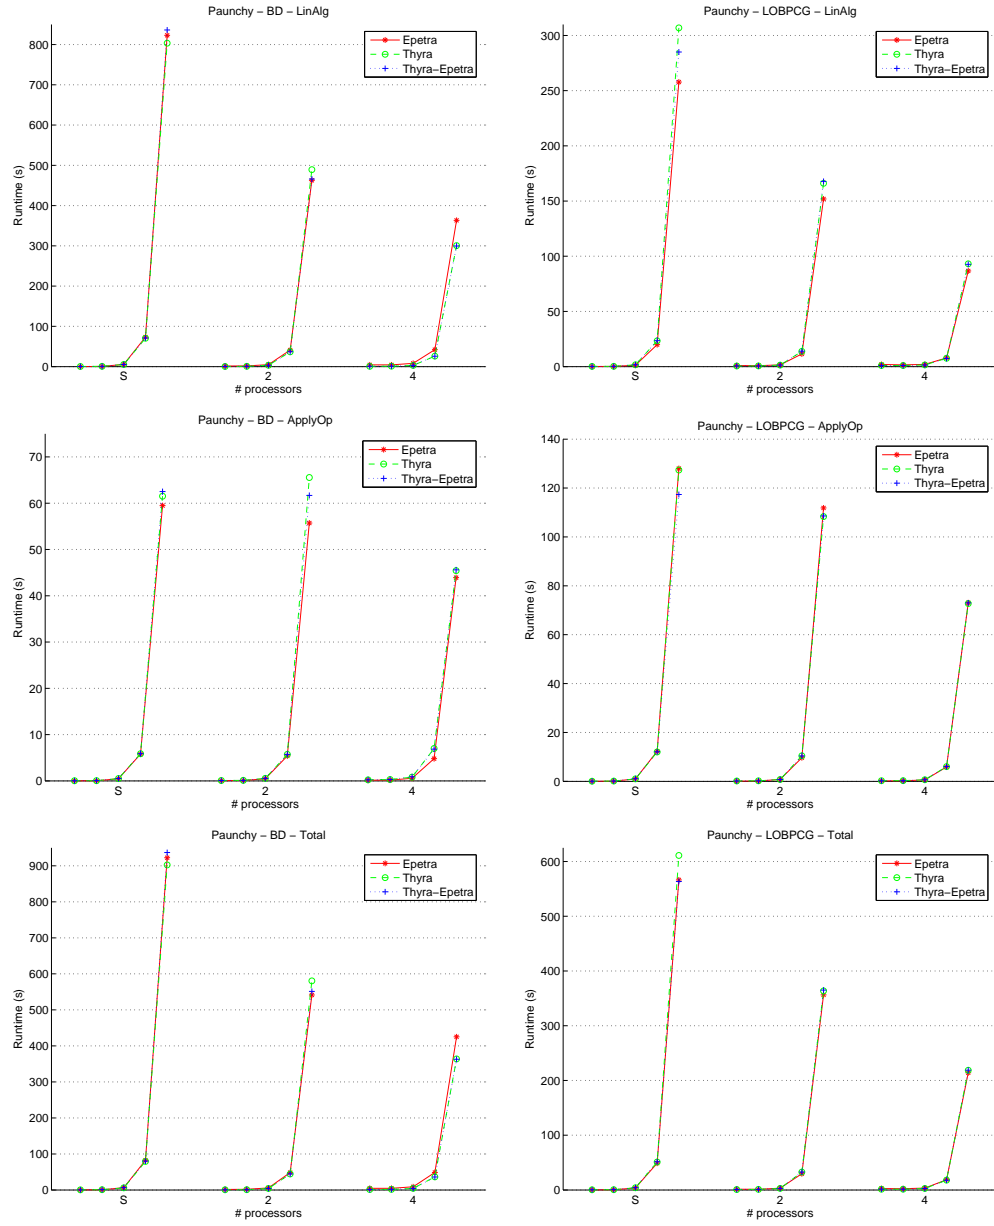 Paunchy – BD – LinAlg
800
700
600
500
400
300
200
100
0
Runtime (s)
S
2
4
# processors
Epetra
Thyra
Thyra–Epetra
Paunchy – LOBPCG – LinAlg
300
250
200
150
100
50
0
Runtime (s)
S
2
4
# processors
Epetra
Thyra
Thyra–Epetra
Paunchy – BD – ApplyOp
70
60
50
40
30
20
10
0
Runtime (s)
S
2
4
# processors
Epetra
Thyra
Thyra–Epetra
Paunchy – LOBPCG – ApplyOp
140
120
100
80
60
40
20
0
Runtime (s)
S
2
4
# processors
Epetra
Thyra
Thyra–Epetra
Paunchy – BD – Total
900
800
700
600
500
400
300
200
100
0
Runtime (s)
S
2
4
# processors
Epetra
Thyra
Thyra–Epetra
Paunchy – LOBPCG – Total
600
500
400
300
200
100
0
Runtime (s)
S
2
4
# processors
Epetra
Thyra
Thyra–Epetra